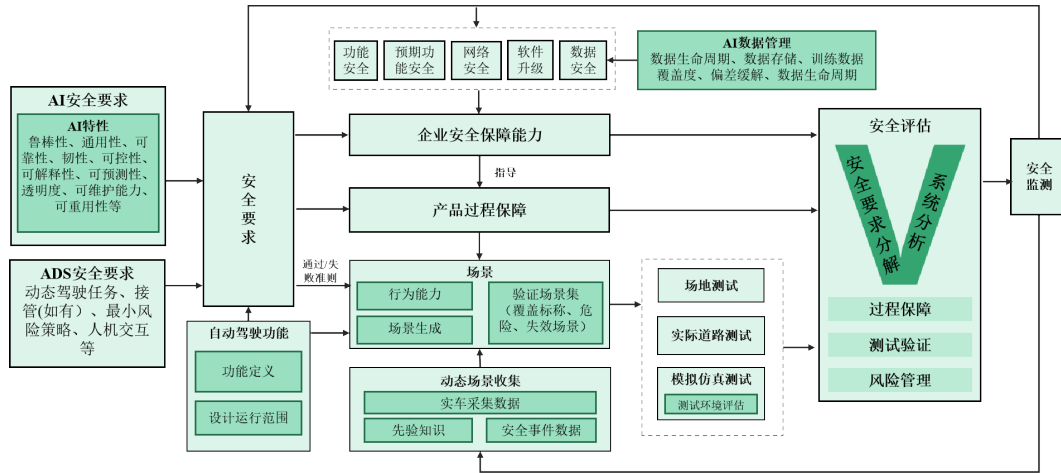 功能
安全
预期功
能安全
网络
安全
软件
升级
数据
安全
AI数据管理
数据生命周期、数据存储、训练数据
覆盖度、偏差缓解、数据生命周期
AI安全要求
AI特性
鲁棒性、通用性、可
靠性、韧性、可控性、
可解释性、可预测性、
透明度、可维护能力、
可重用性等
ADS安全要求
动态驾驶任务、接
管(如有）、最小风
险策略、人机交互
等
安全要求
企业安全保障能力
指导
产品过程保障
通过/失
败准则
场景
行为能力
场景生成
验证场景集
（覆盖标称、危
险、失效场景）
自动驾驶功能
功能定义
设计运行范围
动态场景收集
实车采集数据
先验知识
安全事件数据
场地测试
实际道路测试
模拟仿真测试
测试环境评估
安全评估
安全要求分解
系统分析
过程保障
测试验证
风险管理
安全
监测